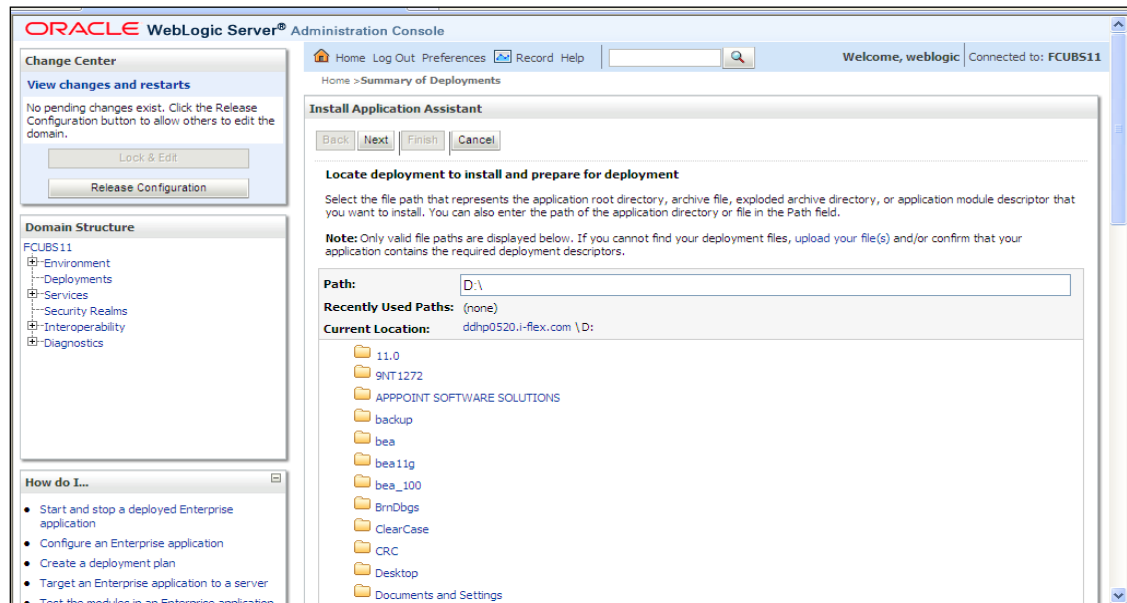 ORACLE WebLogic Server® Administration Console
Change Center
View changes and restarts
No pending changes exist. Click the Release
Configuration button to allow others to edit the
domain.
Lock & Edit
Release Configuration
Domain Structure
FCUBS11
Environment
Deployments
Services
Security Realms
Interoperability
Diagnostics
How do I...
Start and stop a deployed Enterprise
application
Configure an Enterprise application
Create a deployment plan
Target an Enterprise application to a server
Test the modules in an Enterprise application
Home Log Out Preferences Record Help
Welcome, weblogic Connected to: FCUBS11
Home >Summary of Deployments
Install Application Assistant
Back Next Finish Cancel
Locate deployment to install and prepare for deployment
Select the file path that represents the application root directory, archive file, exploded archive directory, or application module descriptor that
you want to install. You can also enter the path of the application directory or file in the Path field.
Note: Only valid file paths are displayed below. If you cannot find your deployment files, upload your file(s) and/or confirm that your
application contains the required deployment descriptors.
Path: D:\
Recently Used Paths: (none)
Current Location: ddhp0520.i-flex.com \D:
11.0
9NT1272
APPPOINT SOFTWARE SOLUTIONS
backup
bea
bea11g
bea_100
BrnDbgs
ClearCase
CRC
Desktop
Documents and Settings